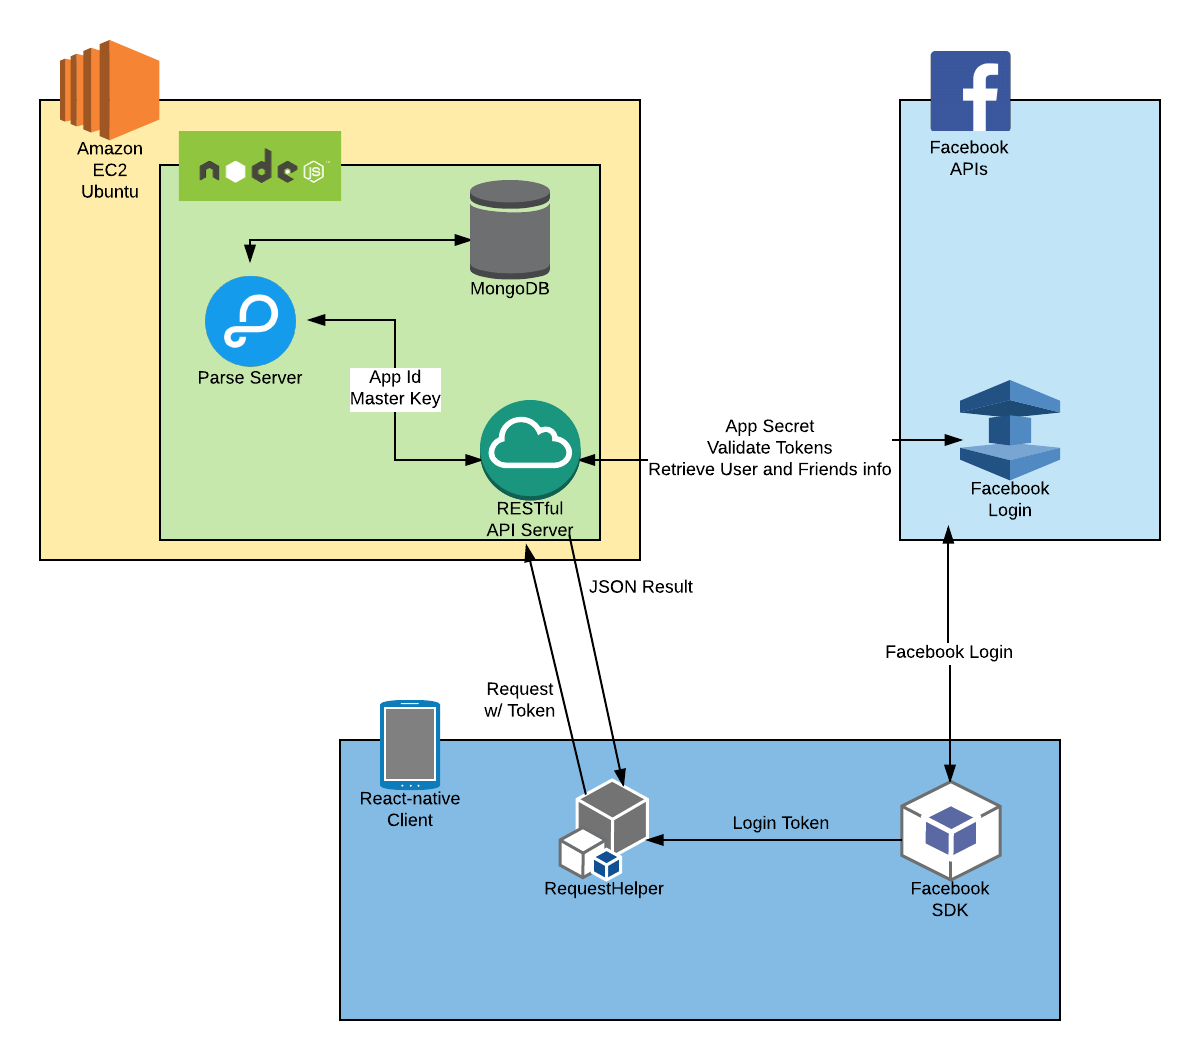 Amazon
EC2
Ubuntu
node
JS
™
MongoDB
Parse Server
App Id
Master Key
RESTful
API Server
App Secret
Validate Tokens
Retrieve User and Friends info
Facebook
APIs
Facebook
Login
JSON Result
Request
w/ Token
Facebook Login
React-native
Client
Login Token
RequestHelper
Facebook
SDK